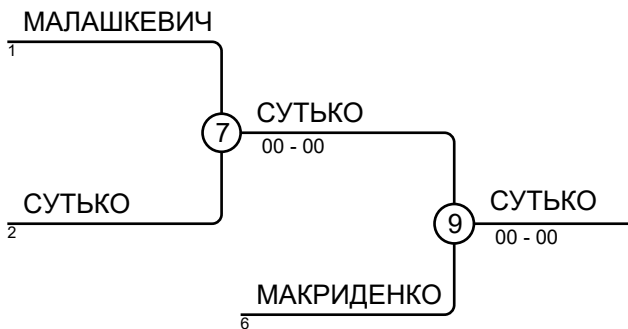 МАЛАШКЕВИЧ
1
7
СУТЬКО
00 - 00
СУТЬКО
2
9
СУТЬКО
00 - 00
МАКРИДЕНКО
6